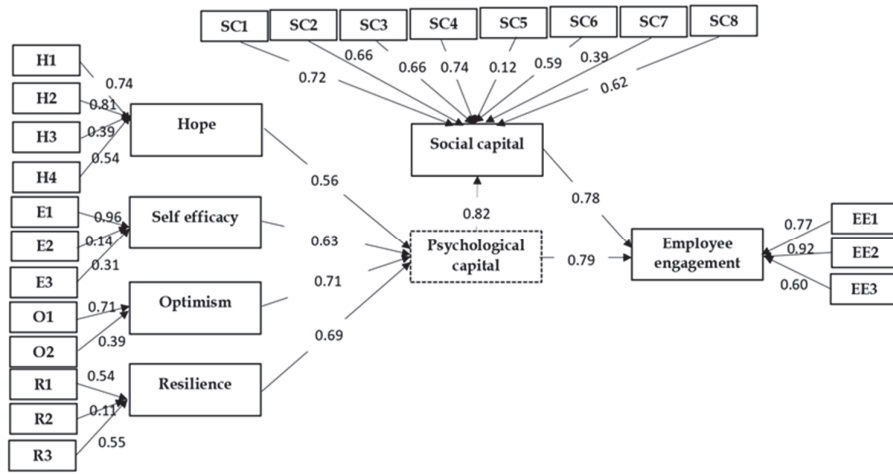 SC1 SC2 SC3 SC4 SC5 SC6 SC7 SC8
0.72 0.66 0.66 0.74 0.12 0.59 0.39 0.62
H1
H2
H3
H4
0.74
0.81
0.39
0.54
Hope
E1
E2
E3
0.96
0.14
0.31
Self efficacy
O1
O2
0.71
0.39
Optimism
R1
R2
R3
0.54
0.11
0.55
Resilience
0.56
0.63
0.71
0.69
Social capital
0.82
Psychological
capital
0.78
0.79
Employee
engagement
0.77
0.92
0.60
EE1
EE2
EE3